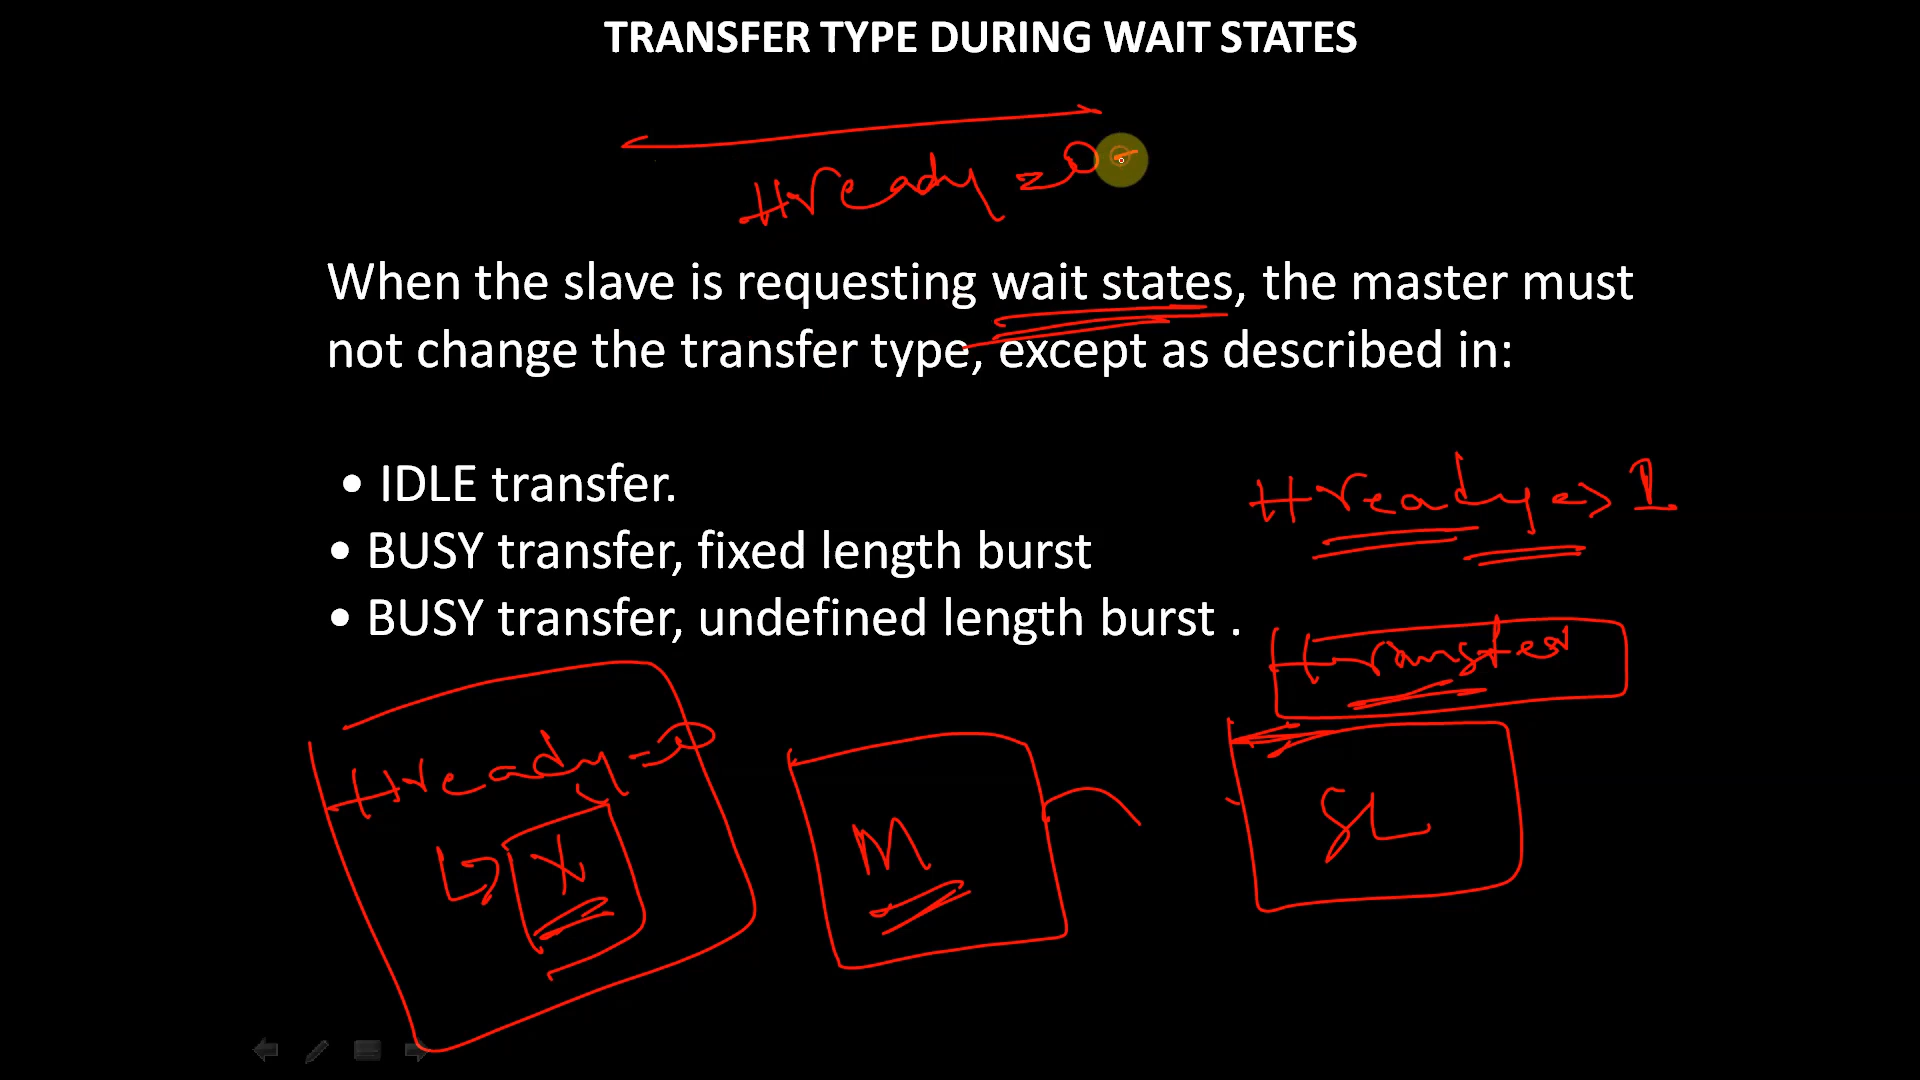 TRANSFER TYPE DURING WAIT STATES
Hready = 0
When the slave is requesting wait states, the master must
not change the transfer type, except as described in:
• IDLE transfer.
Hready => 1
• BUSY transfer, fixed length burst
• BUSY transfer, undefined length burst .
Htransfer
Hready = 0
X
M
SL